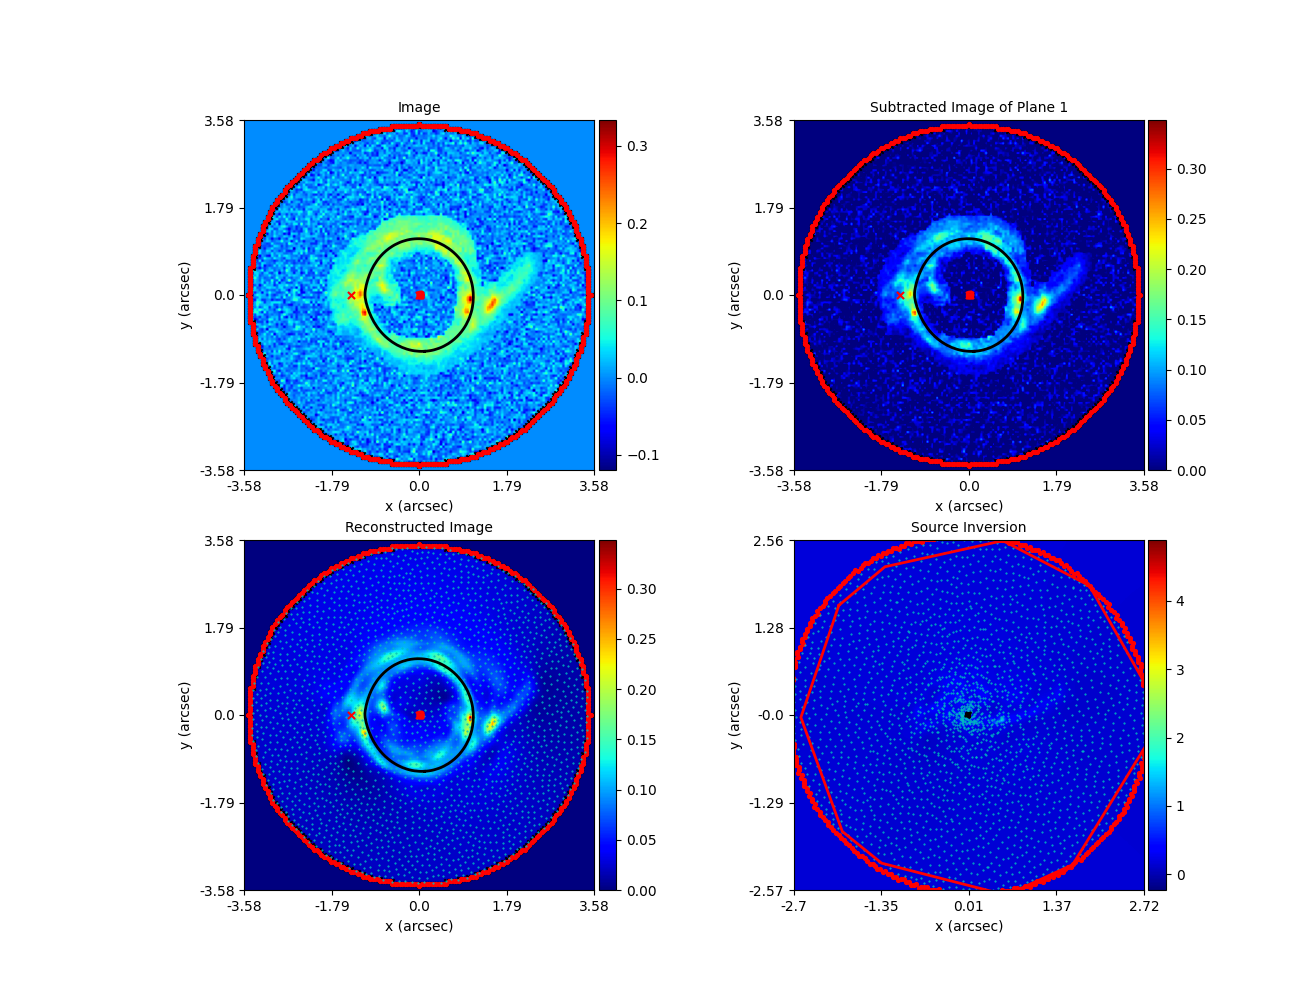 Image
3.58
1.79
0.0
-1.79
-3.58
y (arcsec)
-3.58 -1.79 0.0 1.79 3.58
x (arcsec)
0.3
0.2
0.1
0.0
−0.1
Subtracted Image of Plane 1
3.58
1.79
0.0
-1.79
-3.58
y (arcsec)
-3.58 -1.79 0.0 1.79 3.58
x (arcsec)
0.30
0.25
0.20
0.15
0.10
0.05
0.00
Reconstructed Image
3.58
1.79
0.0
-1.79
-3.58
y (arcsec)
-3.58 -1.79 0.0 1.79 3.58
x (arcsec)
0.30
0.25
0.20
0.15
0.10
0.05
0.00
Source Inversion
2.56
1.28
-0.0
-1.29
-2.57
y (arcsec)
-2.7 -1.35 0.01 1.37 2.72
x (arcsec)
4
3
2
1
0